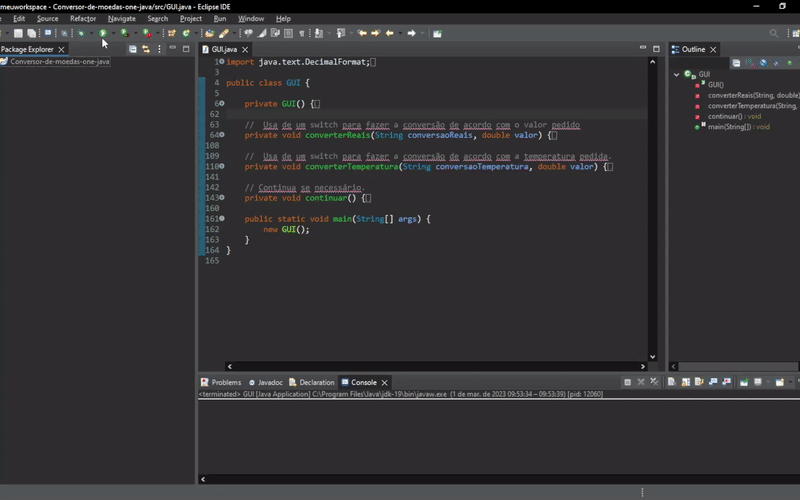 meuworkspace - Conversor-de-moedas-one-java/src/GUI.java - Eclipse IDE
Edit Source Refactor Navigate Search Project Run Window Help
Package Explorer
Conversor-de-moedas-one-java
GUI.java
1 import java.text.DecimalFormat;
3
4 public class GUI {
5
6 private GUI() {
62
63 // Usa de um switch para fazer a conversão de acordo com o valor pedido
64 private void converterReais(String conversaoReais, double valor) {
108
109 // Usa de um switch para fazer a conversão de acordo com a temperatura pedida.
110 private void converterTemperatura(String conversaoTemperatura, double valor) {
141
142 // Continua se necessário.
143 private void continuar() {
160
161 public static void main(String[] args) {
162 new GUI();
163 }
164 }
165
Outline
GUI
GUI()
converterReais(String, double)
converterTemperatura(String,
continuar() : void
main(String[]) : void
Problems Javadoc Declaration Console
<terminated> GUI [Java Application] C:\Program Files\Java\jdk-19\bin\javaw.exe (1 de mar. de 2023 09:53:34 – 09:53:39) [pid: 12060]